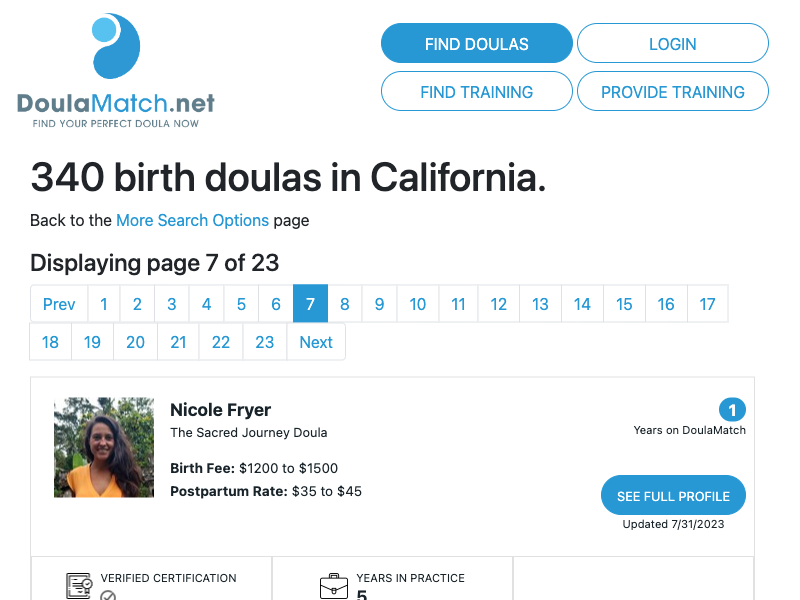 FIND DOULAS
LOGIN
FIND TRAINING
PROVIDE TRAINING
DoulaMatch.net
FIND YOUR PERFECT DOULA NOW
340 birth doulas in California.
Back to the More Search Options page
Displaying page 7 of 23
Prev 1 2 3 4 5 6 7 8 9 10 11 12 13 14 15 16 17
18 19 20 21 22 23 Next
Nicole Fryer
The Sacred Journey Doula
Birth Fee: $1200 to $1500
Postpartum Rate: $35 to $45
1
Years on DoulaMatch
SEE FULL PROFILE
Updated 7/31/2023
VERIFIED CERTIFICATION
YEARS IN PRACTICE
5